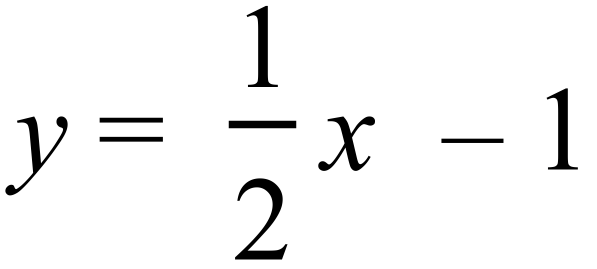 y = 1/2 x − 1